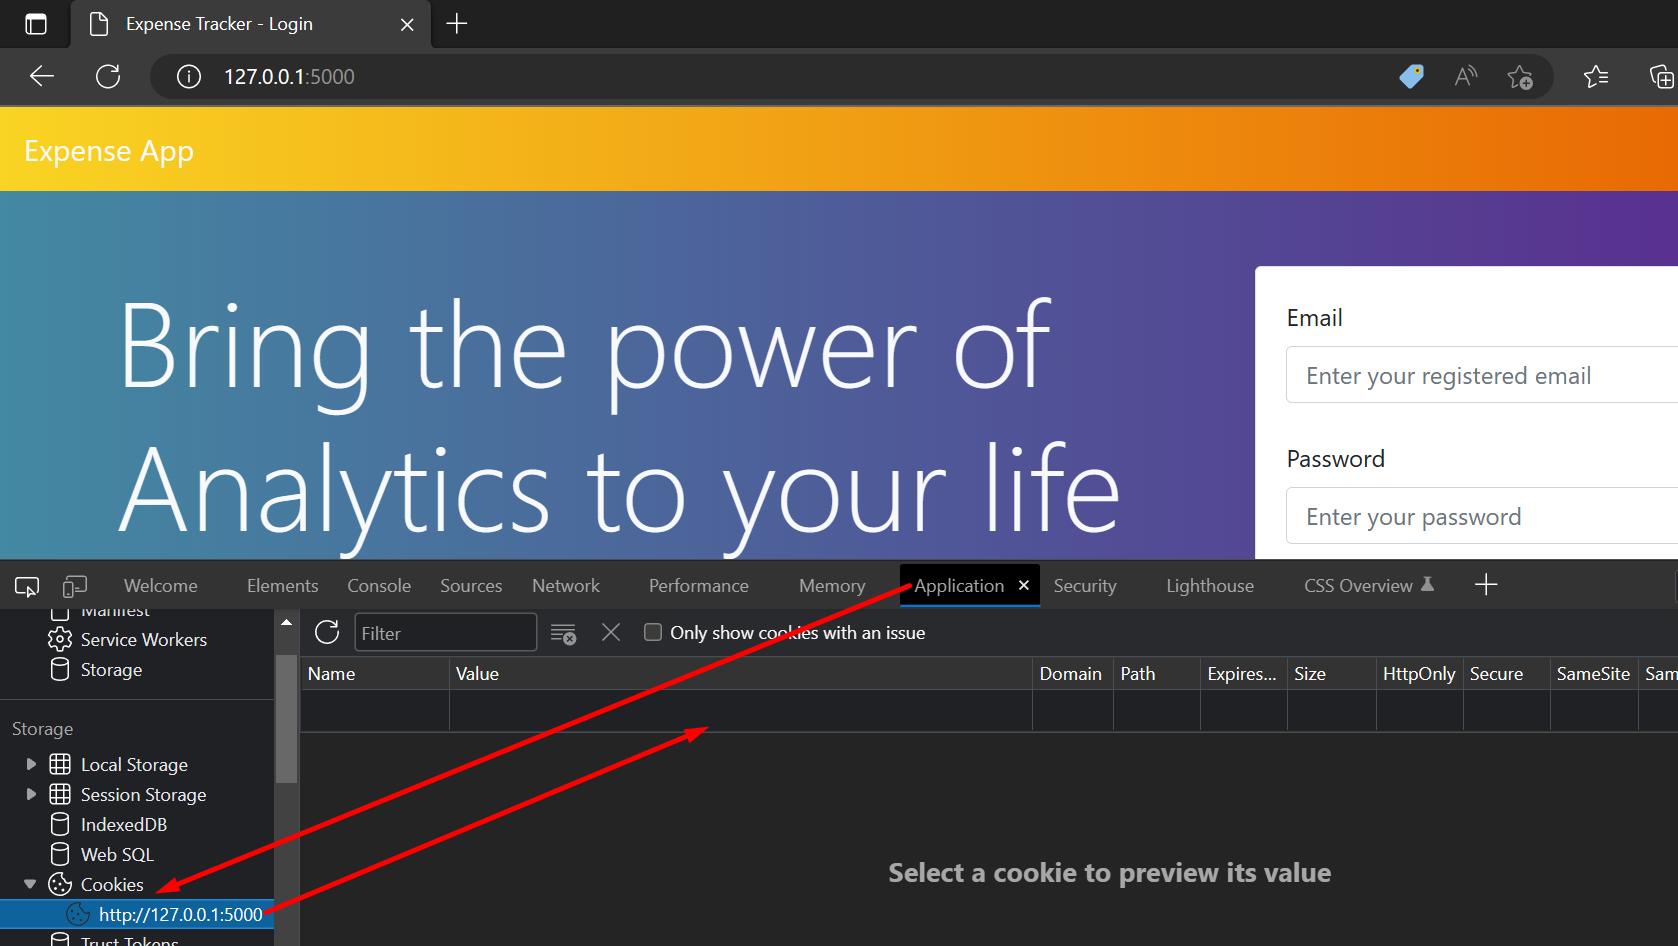 Expense Tracker - Login
127.0.0.1:5000
Expense App
Bring the power of
Analytics to your life
Email
Enter your registered email
Password
Enter your password
Welcome Elements Console Sources Network Performance Memory Application Security Lighthouse CSS Overview
Manifest
Service Workers
Storage
Storage
Local Storage
Session Storage
IndexedDB
Web SQL
Cookies
http://127.0.0.1:5000
Trust Tokens
Filter
Only show cookies with an issue
Name Value Domain Path Expires... Size HttpOnly Secure SameSite Sam
Select a cookie to preview its value